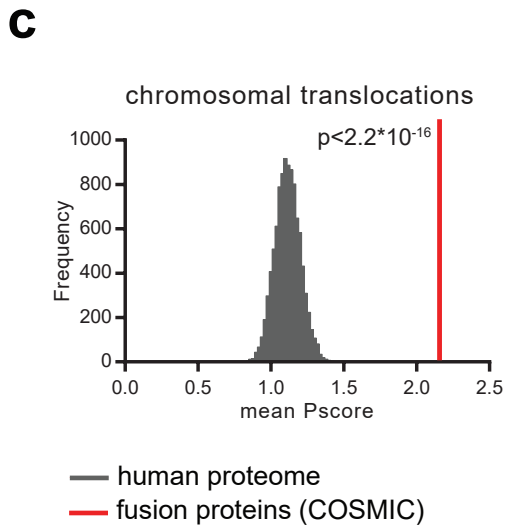 C
chromosomal translocations
p<2.2*10-16
Frequency
1000
800
600
400
200
0
0.0 0.5 1.0 1.5 2.0 2.5
mean Pscore
human proteome
fusion proteins (COSMIC)